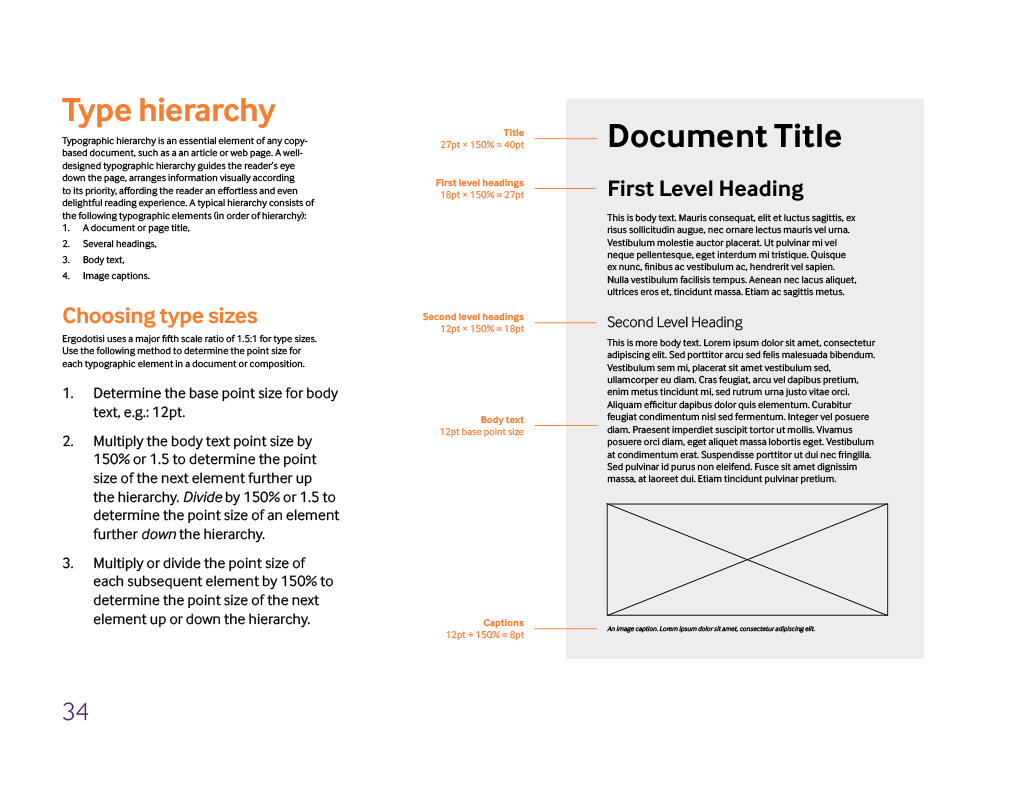 Type hierarchy
Typographic hierarchy is an essential element of any copy-
based document, such as a an article or web page. A well-
designed typographic hierarchy guides the reader's eye
down the page, arranges information visually according
to its priority, affording the reader an effortless and even
delightful reading experience. A typical hierarchy consists of
the following typographic elements (in order of hierarchy):
1. A document or page title,
2. Several headings,
3. Body text,
4. Image captions.
Choosing type sizes
Ergodotisi uses a major fifth scale ratio of 1.5:1 for type sizes.
Use the following method to determine the point size for
each typographic element in a document or composition.
1. Determine the base point size for body
text, e.g.: 12pt.
2. Multiply the body text point size by
150% or 1.5 to determine the point
size of the next element further up
the hierarchy. Divide by 150% or 1.5 to
determine the point size of an element
further down the hierarchy.
3. Multiply or divide the point size of
each subsequent element by 150% to
determine the point size of the next
element up or down the hierarchy.
34
Title
27pt × 150% ≈ 40pt
First level headings
18pt × 150% = 27pt
Second level headings
12pt × 150% = 18pt
Body text
12pt base point size
Captions
12pt ÷ 150% = 8pt
Document Title
First Level Heading
This is body text. Mauris consequat, elit et luctus sagittis, ex
risus sollicitudin augue, nec ornare lectus mauris vel urna.
Vestibulum molestie auctor placerat. Ut pulvinar mi vel
neque pellentesque, eget interdum mi tristique. Quisque
ex nunc, finibus ac vestibulum ac, hendrerit vel sapien.
Nulla vestibulum facilisis tempus. Aenean nec lacus aliquet,
ultrices eros et, tincidunt massa. Etiam ac sagittis metus.
Second Level Heading
This is more body text. Lorem ipsum dolor sit amet, consectetur
adipiscing elit. Sed porttitor arcu sed felis malesuada bibendum.
Vestibulum sem mi, placerat sit amet vestibulum sed,
ullamcorper eu diam. Cras feugiat, arcu vel dapibus pretium,
enim metus tincidunt mi, sed rutrum urna justo vitae orci.
Aliquam efficitur dapibus dolor quis elementum. Curabitur
feugiat condimentum nisl sed fermentum. Integer vel posuere
diam. Praesent imperdiet suscipit tortor ut mollis. Vivamus
posuere orci diam, eget aliquet massa lobortis eget. Vestibulum
at condimentum erat. Suspendisse porttitor ut dui nec fringilla.
Sed pulvinar id purus non eleifend. Fusce sit amet dignissim
massa, at laoreet dui. Etiam tincidunt pulvinar pretium.
An image caption. Lorem ipsum dolor sit amet, consectetur adipiscing elit.